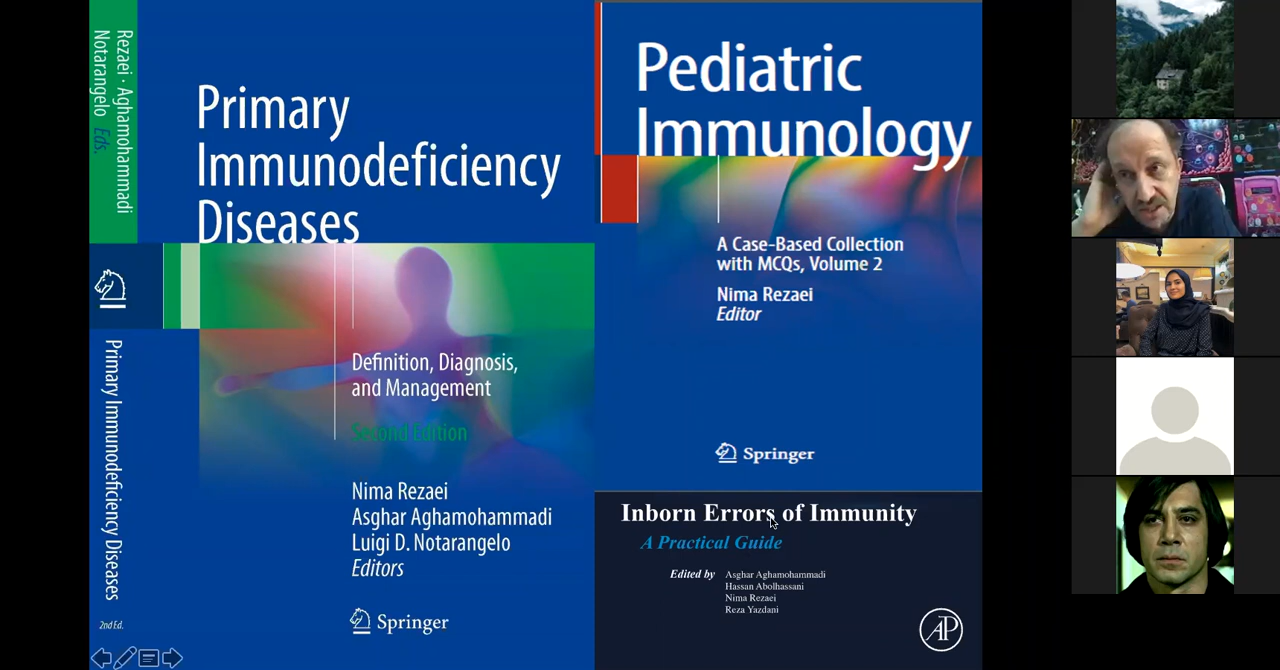 Rezaei · Aghamohammadi
Notarangelo Eds.
Primary Immunodeficiency Diseases
2nd Ed.
Primary
Immunodeficiency
Diseases
Definition, Diagnosis,
and Management
Second Edition
Nima Rezaei
Asghar Aghamohammadi
Luigi D. Notarangelo
Editors
Springer
Pediatric
Immunology
A Case-Based Collection
with MCQs, Volume 2
Nima Rezaei
Editor
Springer
Inborn Errors of Immunity
A Practical Guide
Edited by Asghar Aghamohammadi
Hassan Abolhassani
Nima Rezaei
Reza Yazdani
AP